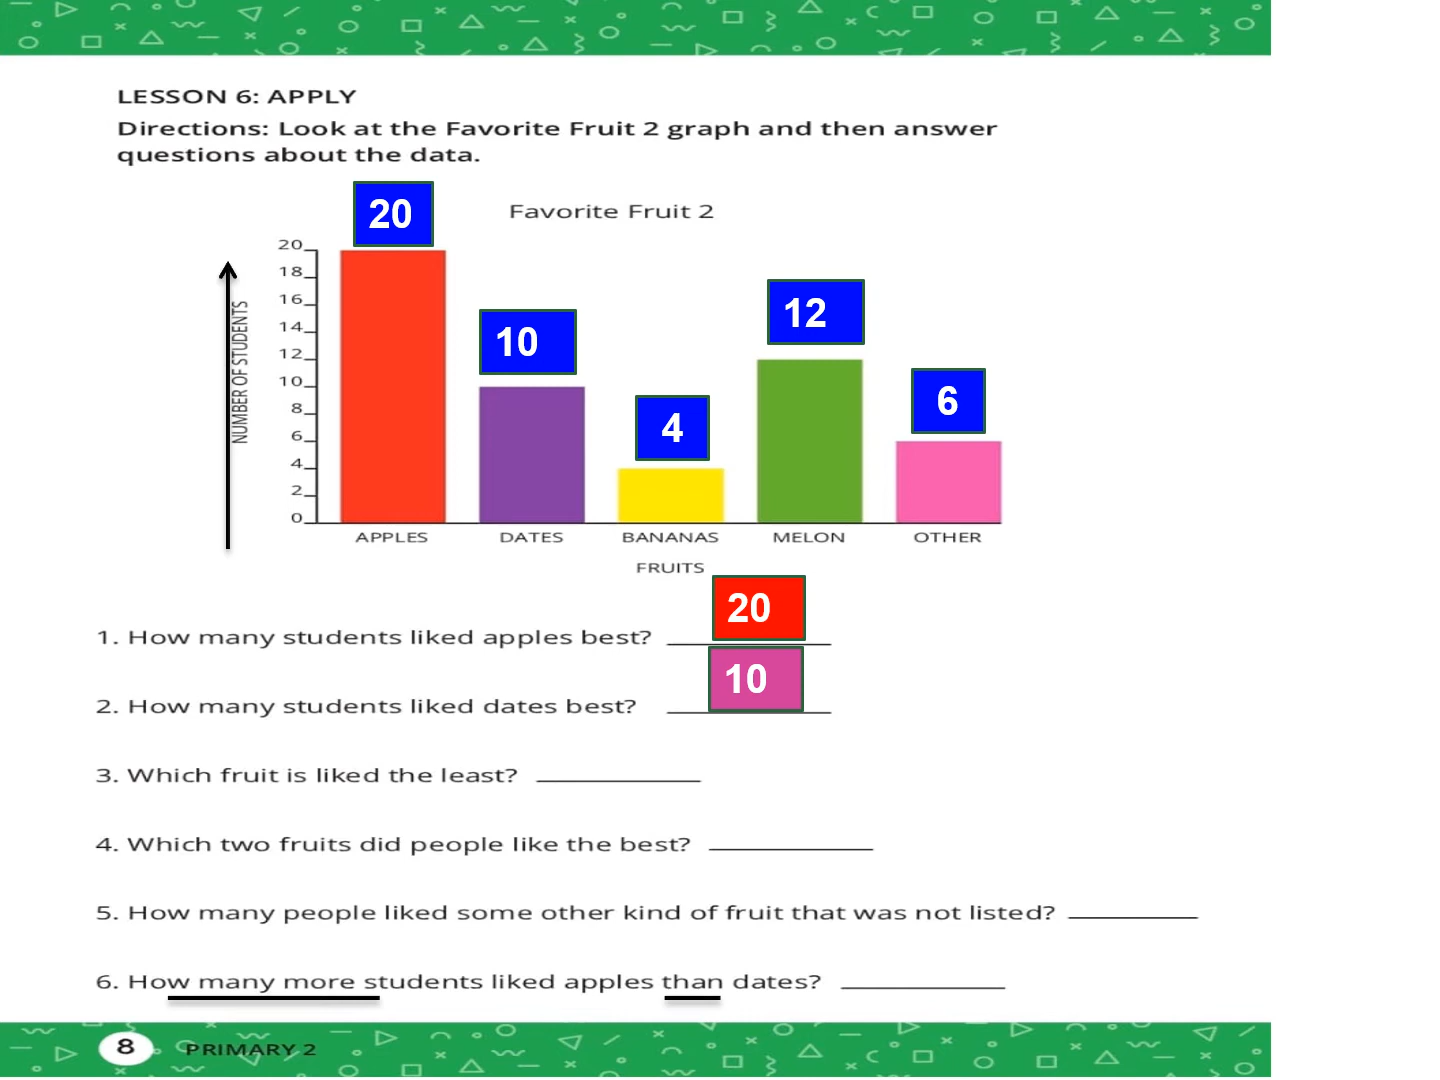 LESSON 6: APPLY
Directions: Look at the Favorite Fruit 2 graph and then answer
questions about the data.
Favorite Fruit 2
20
10
4
12
6
NUMBER OF STUDENTS
20
18
16
14
12
10
8
6
4
2
0
APPLES DATES BANANAS MELON OTHER
FRUITS
1. How many students liked apples best? 20
2. How many students liked dates best? 10
3. Which fruit is liked the least?
4. Which two fruits did people like the best?
5. How many people liked some other kind of fruit that was not listed?
6. How many more students liked apples than dates?
8 PRIMARY 2